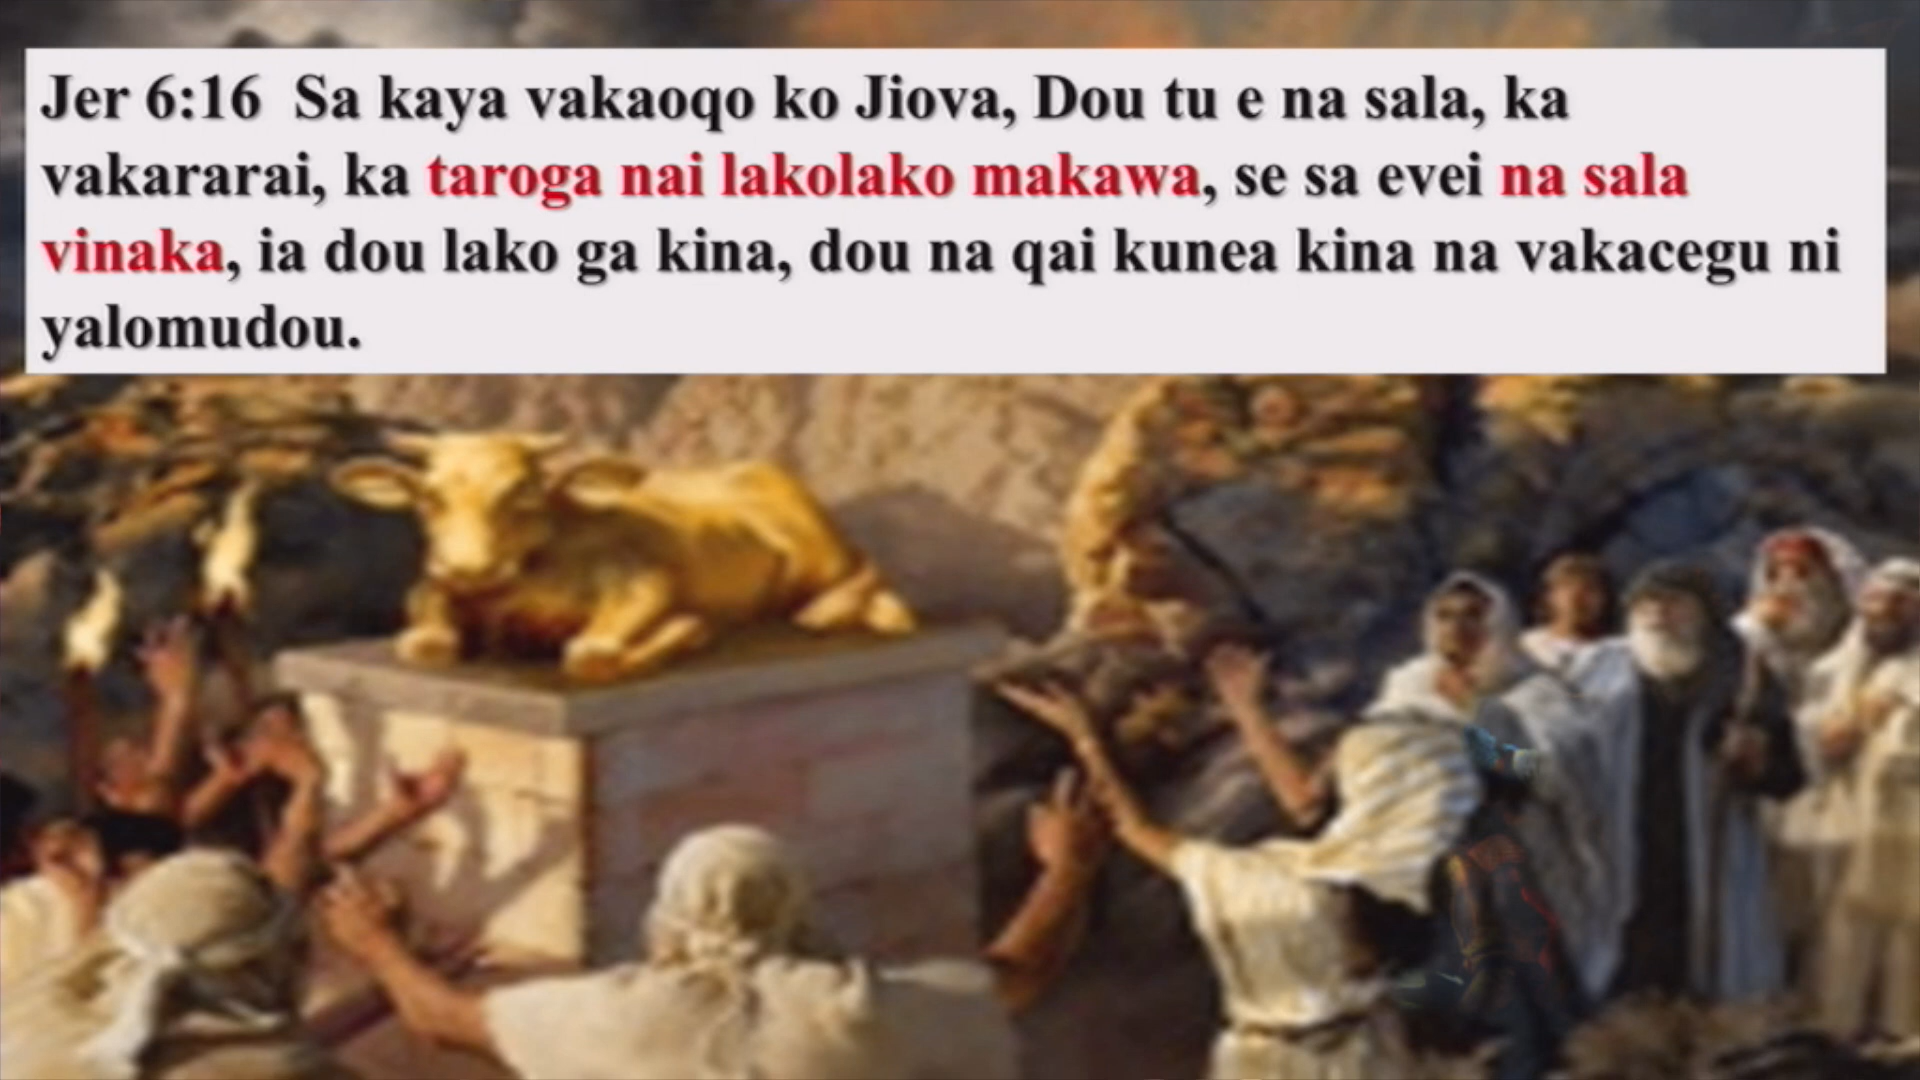 Jer 6:16 Sa kaya vakaoqo ko Jiova, Dou tu e na sala, ka
vakararai, ka taroga nai lakolako makawa, se sa evei na sala
vinaka, ia dou lako ga kina, dou na qai kunea kina na vakacegu ni
yalomudou.